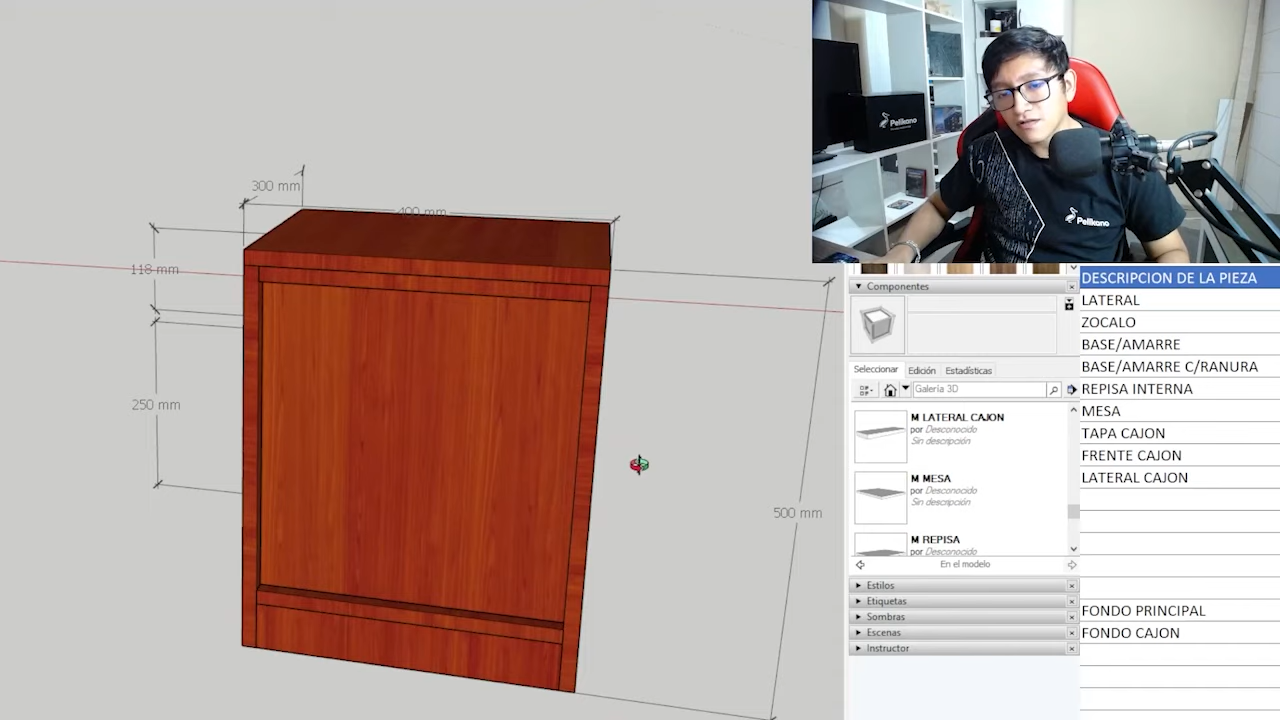 Pelikano
Pelikano
300 mm
400 mm
118 mm
250 mm
500 mm
Componentes
Seleccionar
Edición
Estadísticas
Galería 3D
M LATERAL CAJON
por Desconocido
Sin descripción
M MESA
por Desconocido
Sin descripción
M REPISA
por Desconocido
En el modelo
Estilos
Etiquetas
Sombras
Escenas
Instructor
DESCRIPCION DE LA PIEZA
LATERAL
ZOCALO
BASE/AMARRE
BASE/AMARRE C/RANURA
REPISA INTERNA
MESA
TAPA CAJON
FRENTE CAJON
LATERAL CAJON
FONDO PRINCIPAL
FONDO CAJON